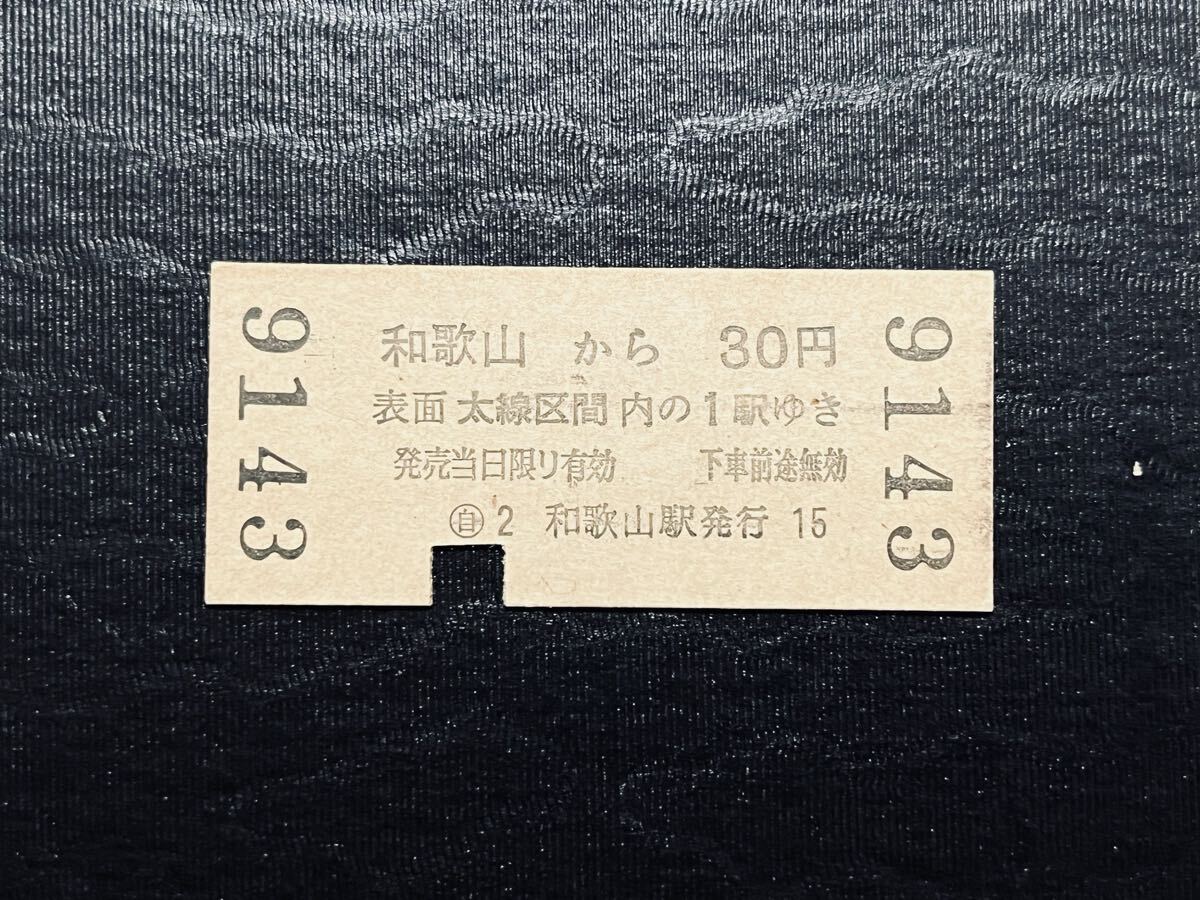 9143
和歌山 から 30円
表面 太線区間 内の1駅ゆき
発売当日限り有効 下車前途無効
㊀自 2 和歌山駅発行 15
9143